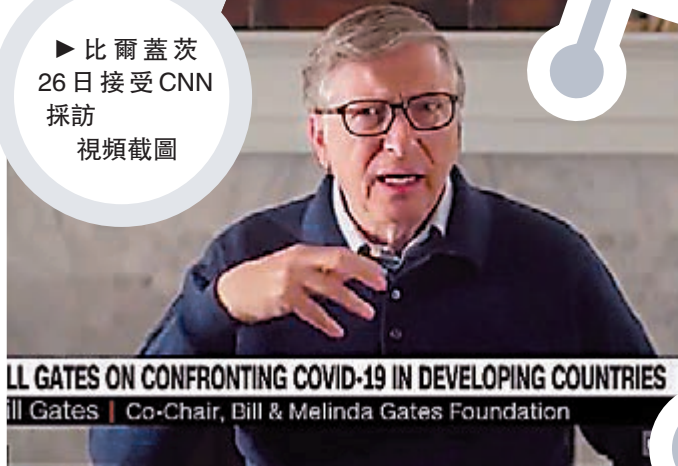 ▶比爾蓋茨
26日接受CNN
採訪
視頻截圖
LL GATES ON CONFRONTING COVID-19 IN DEVELOPING COUNTRIES
ill Gates | Co-Chair, Bill & Melinda Gates Foundation